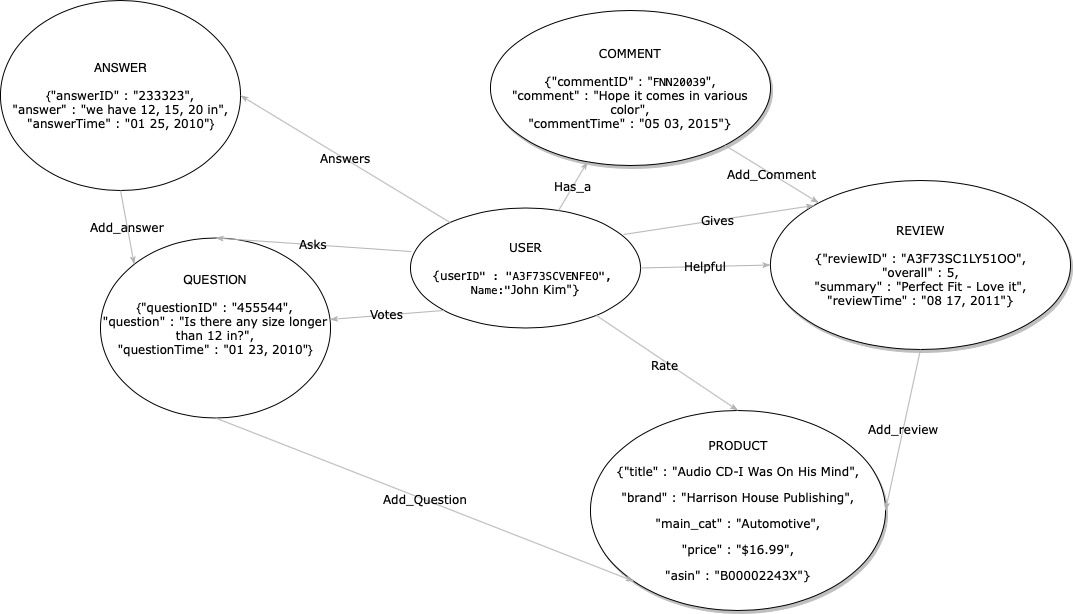 ANSWER
{"answerID" : "233323",
"answer" : "we have 12, 15, 20 in",
"answerTime" : "01 25, 2010"}
COMMENT
{"commentID" : "FNN20039",
"comment" : "Hope it comes in various
color",
"commentTime" : "05 03, 2015"}
Answers
Has_a
Add_Comment
Add_answer
Asks
Gives
USER
{userID" : "A3F73SCVENFEO",
Name:"John Kim"}
Helpful
REVIEW
{"reviewID" : "A3F73SC1LY51OO",
"overall" : 5,
"summary" : "Perfect Fit - Love it",
"reviewTime" : "08 17, 2011"}
QUESTION
{"questionID" : "455544",
"question" : "Is there any size longer
than 12 in?",
"questionTime" : "01 23, 2010"}
Votes
Rate
Add_review
Add_Question
PRODUCT
{"title" : "Audio CD-I Was On His Mind",
"brand" : "Harrison House Publishing",
"main_cat" : "Automotive",
"price" : "$16.99",
"asin" : "B00002243X"}